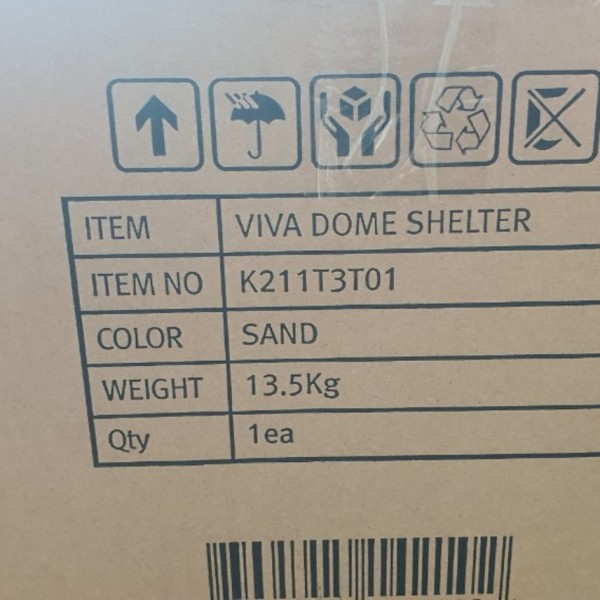 ITEM VIVA DOME SHELTER
ITEM NO K211T3T01
COLOR SAND
WEIGHT 13.5Kg
Qty 1ea